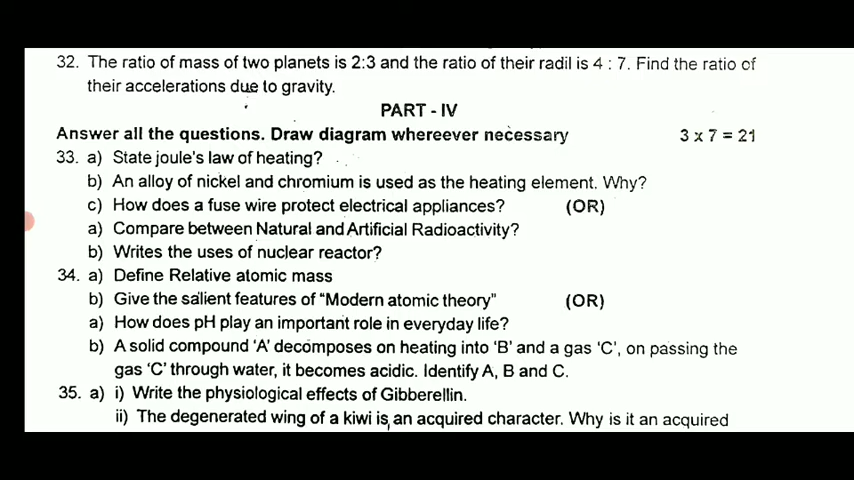 32. The ratio of mass of two planets is 2:3 and the ratio of their radil is 4 : 7. Find the ratio of
their accelerations due to gravity.
PART - IV
Answer all the questions. Draw diagram whereever necessary 3 x 7 = 21
33. a) State joule's law of heating?
b) An alloy of nickel and chromium is used as the heating element. Why?
c) How does a fuse wire protect electrical appliances? (OR)
a) Compare between Natural and Artificial Radioactivity?
b) Writes the uses of nuclear reactor?
34. a) Define Relative atomic mass
b) Give the salient features of "Modern atomic theory" (OR)
a) How does pH play an important role in everyday life?
b) A solid compound 'A' decomposes on heating into 'B' and a gas 'C', on passing the
gas 'C' through water, it becomes acidic. Identify A, B and C.
35. a) i) Write the physiological effects of Gibberellin.
ii) The degenerated wing of a kiwi is an acquired character. Why is it an acquired